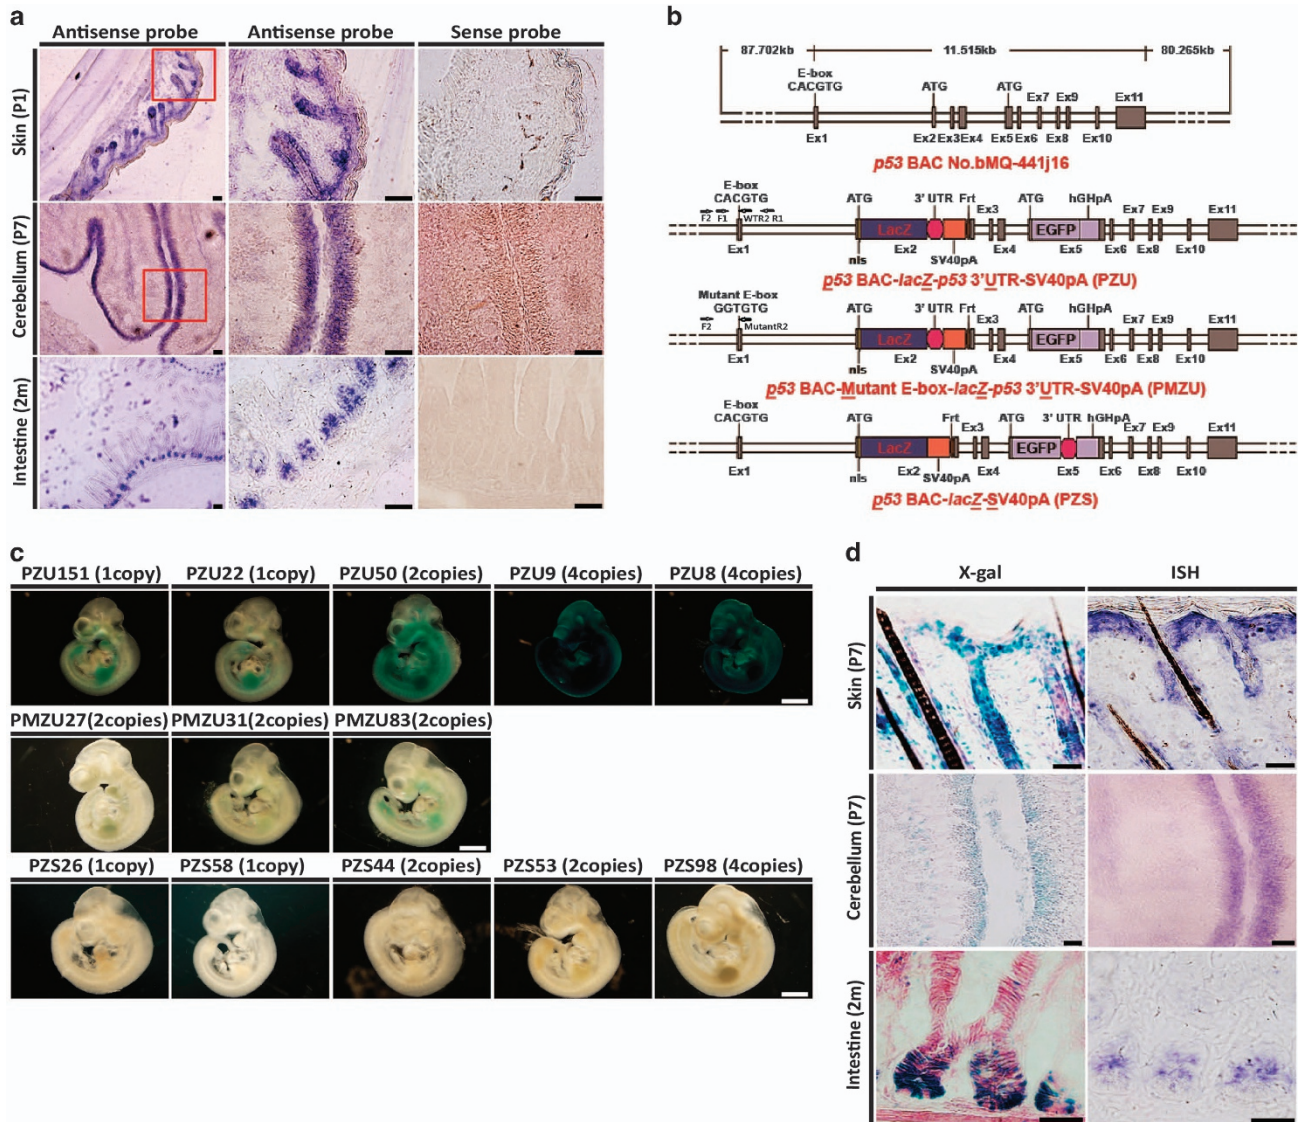 a
Antisense probe
Antisense probe
Sense probe
Skin (P1)
Cerebellum (P7)
Intestine (2m)
b
87.702kb
11.515kb
80.265kb
E-box
CACGTG
ATG
ATG
Ex7
Ex9
Ex11
Ex1
Ex2
Ex3
Ex4
Ex5
Ex6
Ex8
Ex10
p53 BAC No.bMQ-441j16
E-box
CACGTG
ATG
3' UTR
Frt
Ex3
ATG
hGHpA
Ex7
Ex9
Ex11
F2
F1
WTR2
R1
LacZ
EGFP
Ex1
nls
Ex2
SV40pA
Ex4
Ex5
Ex6
Ex8
Ex10
p53 BAC-lacZ-p53 3'UTR-SV40pA (PZU)
Mutant E-box
GGTGTG
ATG
3' UTR
Frt
Ex3
ATG
hGHpA
Ex7
Ex9
Ex11
F2
MutantR2
LacZ
EGFP
Ex1
nls
Ex2
SV40pA
Ex4
Ex5
Ex6
Ex8
Ex10
p53 BAC-Mutant E-box-lacZ-p53 3'UTR-SV40pA (PMZU)
E-box
CACGTG
ATG
Frt
Ex3
ATG
3' UTR
hGHpA
Ex7
Ex9
Ex11
LacZ
EGFP
Ex1
nls
Ex2
SV40pA
Ex4
Ex5
Ex6
Ex8
Ex10
p53 BAC-lacZ-SV40pA (PZS)
c
PZU151 (1copy)
PZU22 (1copy)
PZU50 (2copies)
PZU9 (4copies)
PZU8 (4copies)
PMZU27(2copies)
PMZU31(2copies)
PMZU83(2copies)
PZS26 (1copy)
PZS58 (1copy)
PZS44 (2copies)
PZS53 (2copies)
PZS98 (4copies)
d
X-gal
ISH
Skin (P7)
Cerebellum (P7)
Intestine (2m)